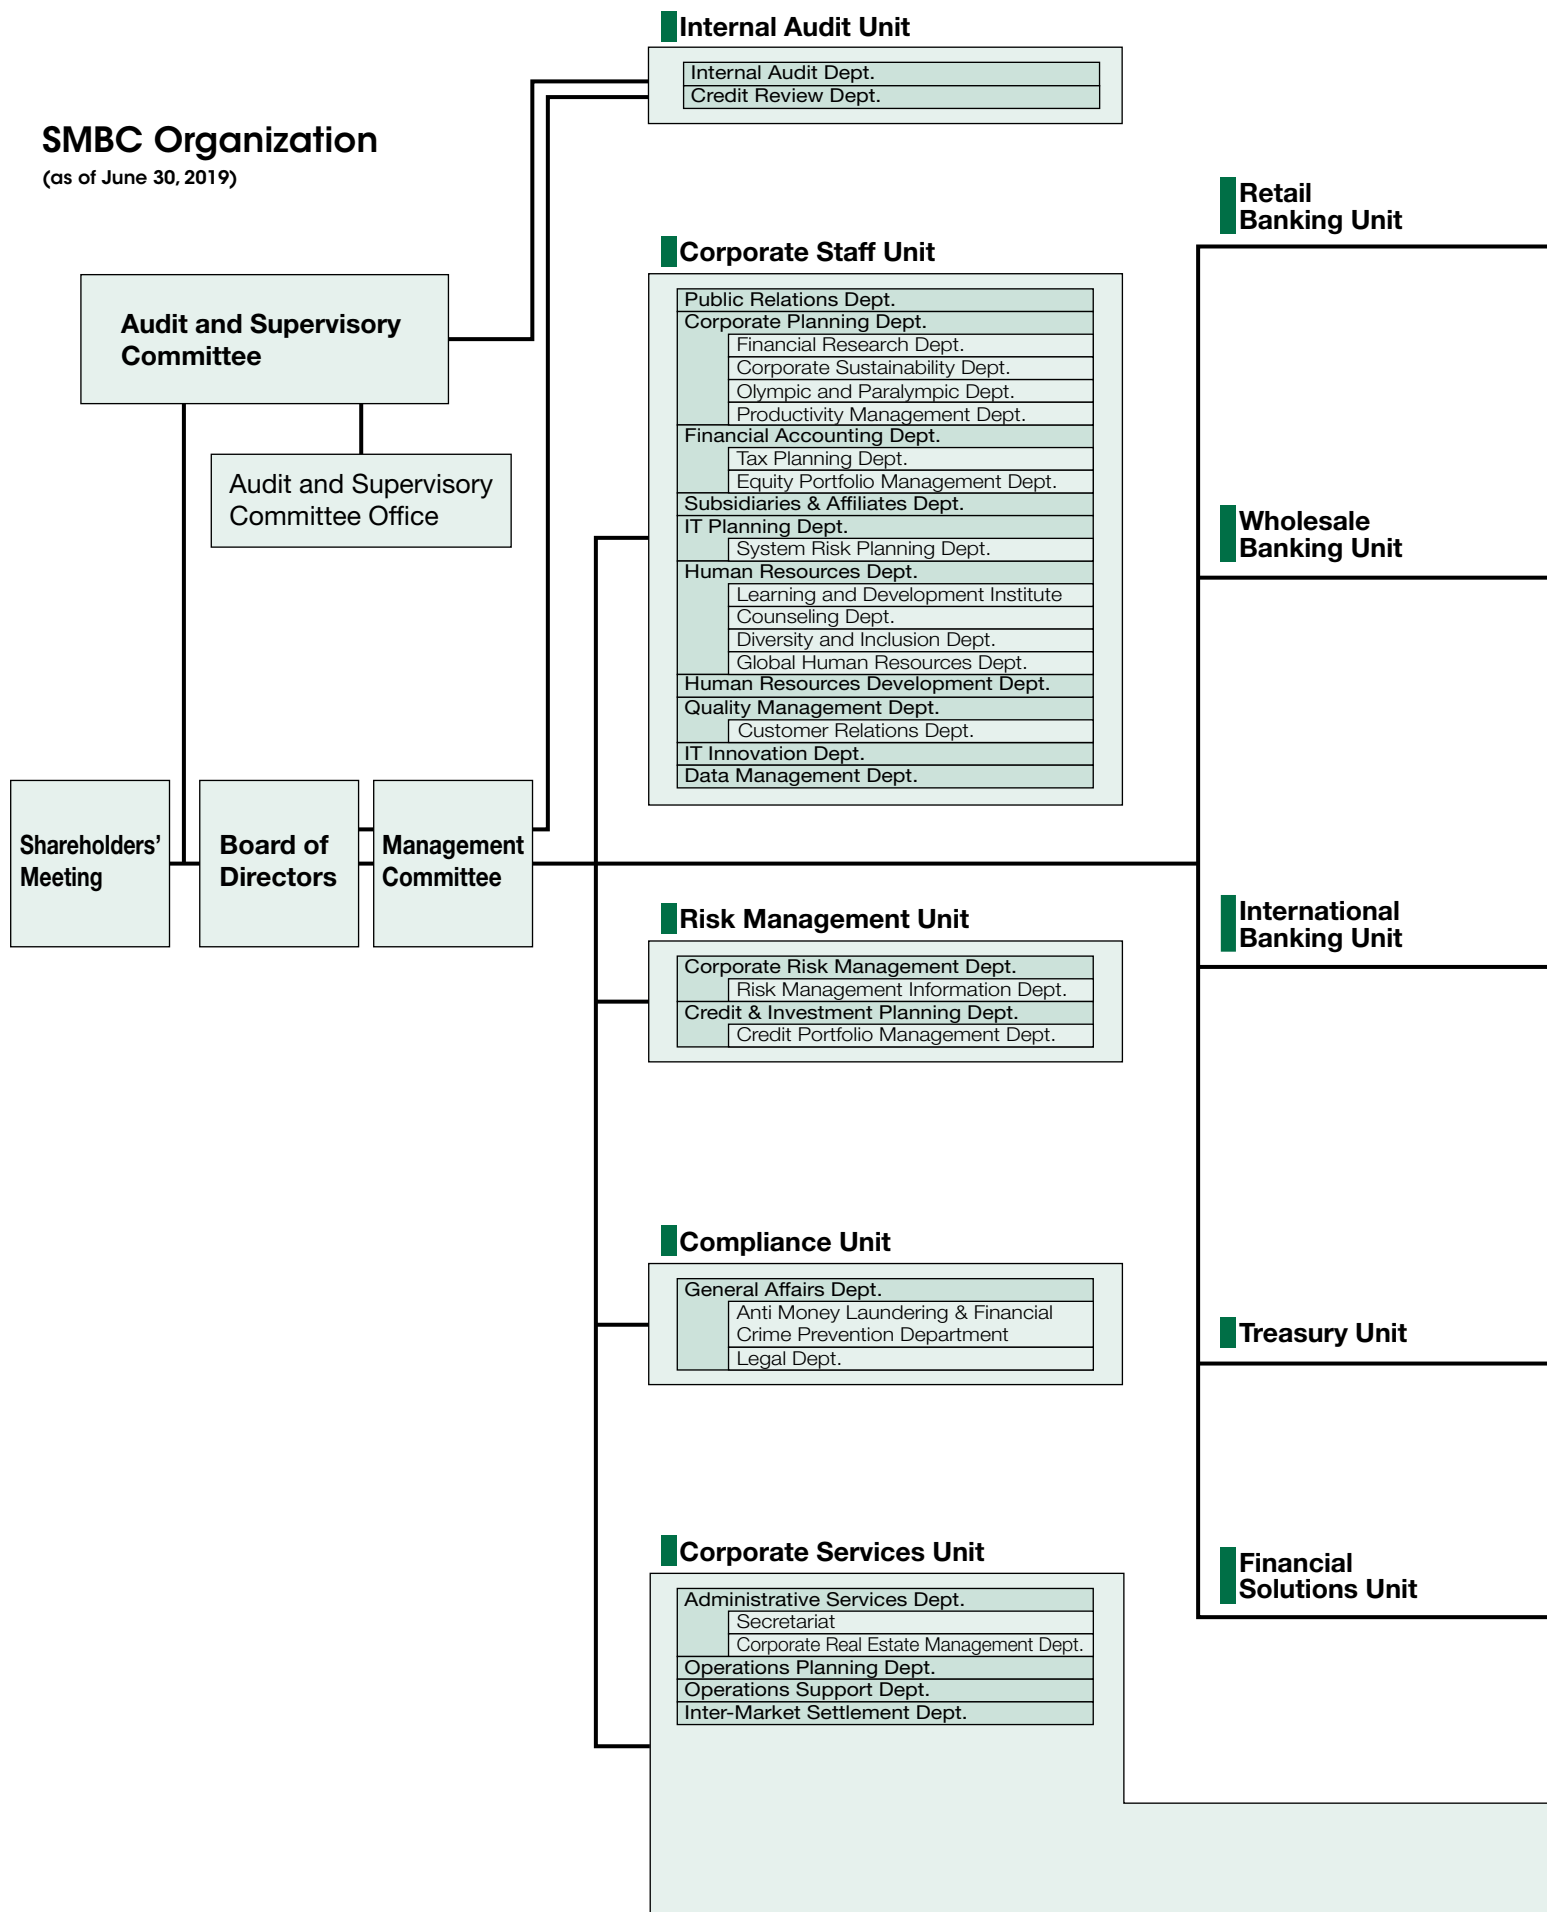 SMBC Organization
(as of June 30, 2019)
Audit and Supervisory
Committee
Audit and Supervisory
Committee Office
Shareholders'
Meeting
Board of
Directors
Management
Committee
Internal Audit Unit
Internal Audit Dept.
Credit Review Dept.
Corporate Staff Unit
Public Relations Dept.
Corporate Planning Dept.
Financial Research Dept.
Corporate Sustainability Dept.
Olympic and Paralympic Dept.
Productivity Management Dept.
Financial Accounting Dept.
Tax Planning Dept.
Equity Portfolio Management Dept.
Subsidiaries & Affiliates Dept.
IT Planning Dept.
System Risk Planning Dept.
Human Resources Dept.
Learning and Development Institute
Counseling Dept.
Diversity and Inclusion Dept.
Global Human Resources Dept.
Human Resources Development Dept.
Quality Management Dept.
Customer Relations Dept.
IT Innovation Dept.
Data Management Dept.
Risk Management Unit
Corporate Risk Management Dept.
Risk Management Information Dept.
Credit & Investment Planning Dept.
Credit Portfolio Management Dept.
Compliance Unit
General Affairs Dept.
Anti Money Laundering & Financial
Crime Prevention Department
Legal Dept.
Corporate Services Unit
Administrative Services Dept.
Secretariat
Corporate Real Estate Management Dept.
Operations Planning Dept.
Operations Support Dept.
Inter-Market Settlement Dept.
Retail
Banking Unit
Wholesale
Banking Unit
International
Banking Unit
Treasury Unit
Financial
Solutions Unit